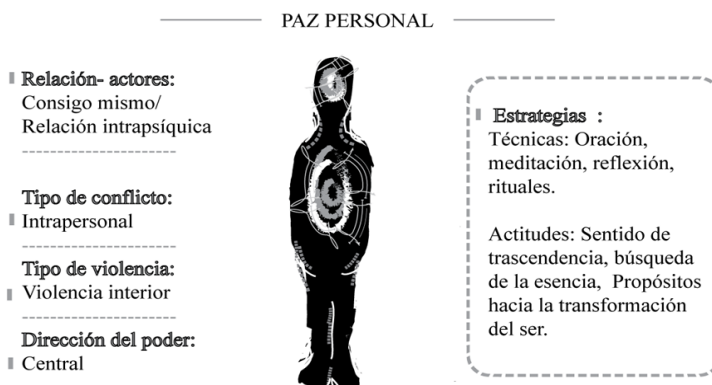 PAZ PERSONAL
Relación- actores:
Consigo mismo/
Relación intrapsíquica
Tipo de conflicto:
Intrapersonal
Tipo de violencia:
Violencia interior
Dirección del poder:
Central
Estrategias :
Técnicas: Oración,
meditación, reflexión,
rituales.
Actitudes: Sentido de
trascendencia, búsqueda
de la esencia, Propósitos
hacia la transformación
del ser.